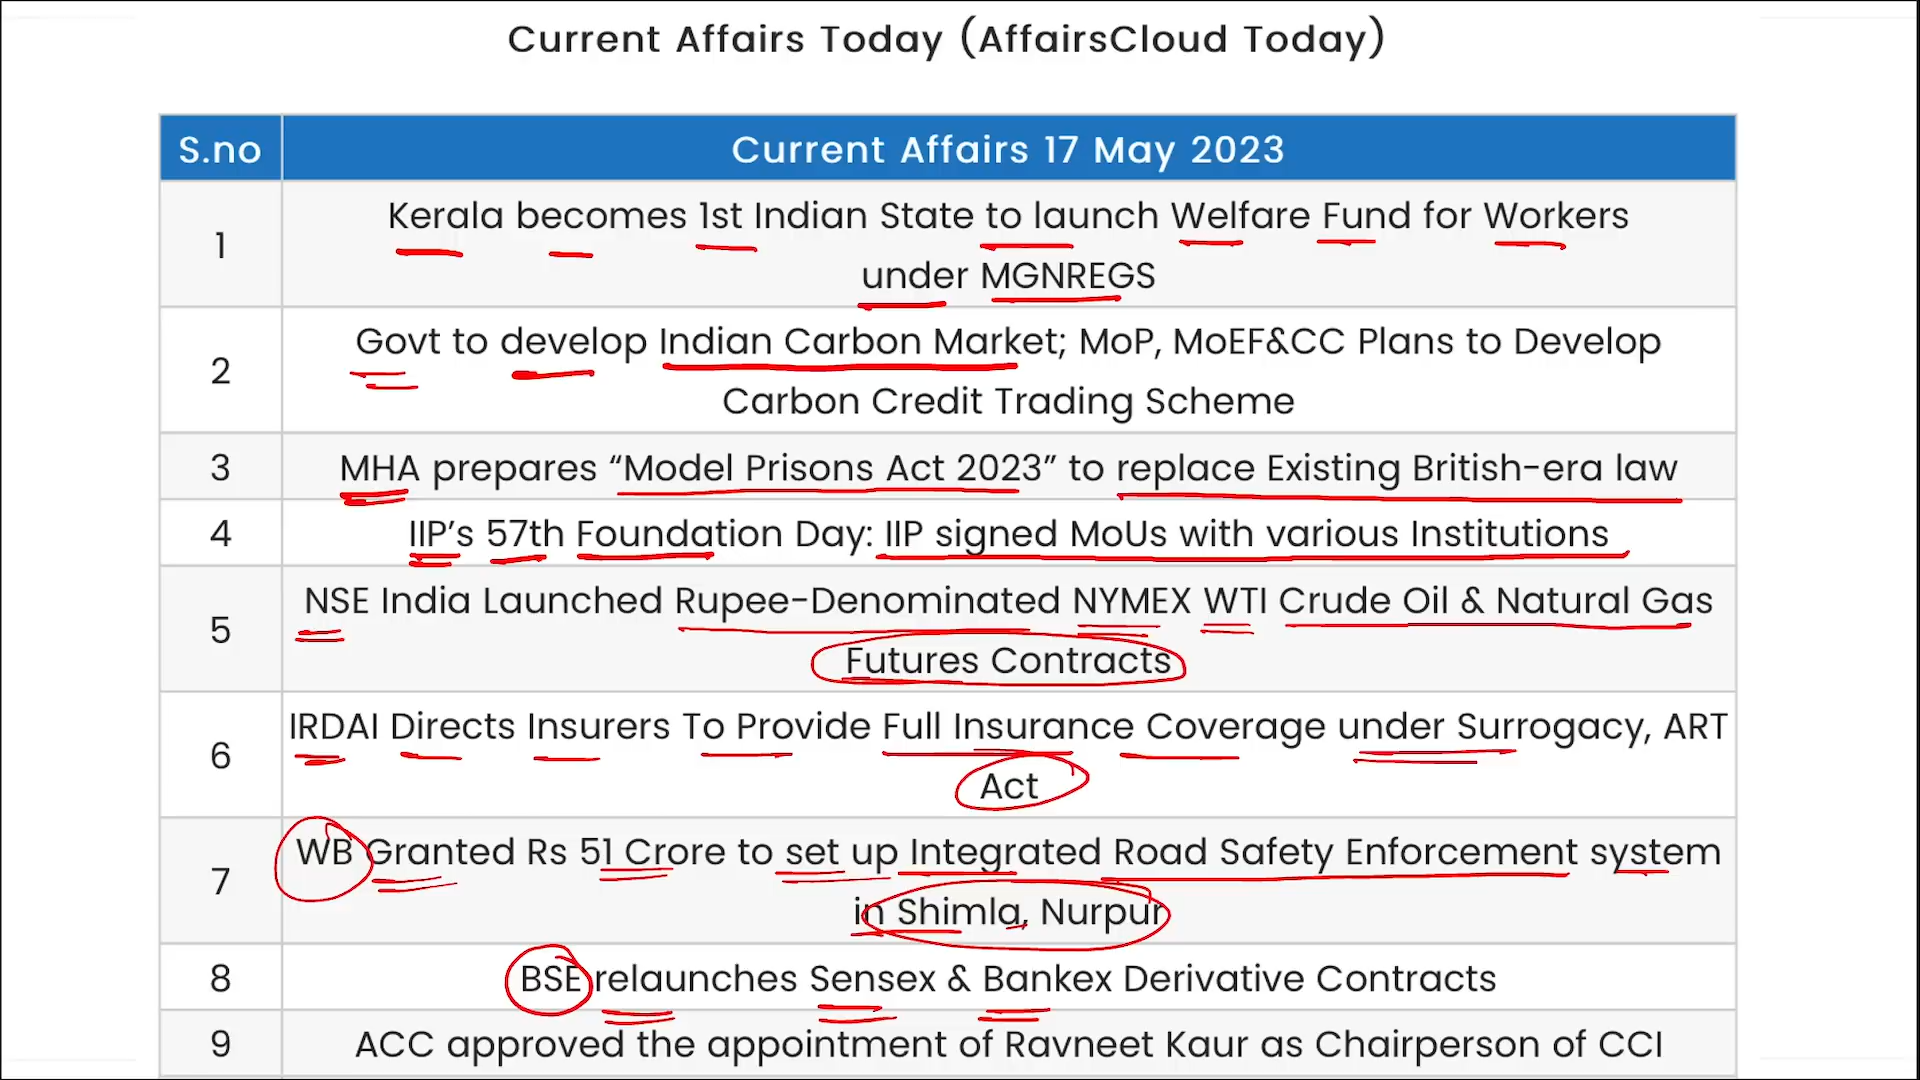 Current Affairs Today (AffairsCloud Today)
S.no
Current Affairs 17 May 2023
1
Kerala becomes 1st Indian State to launch Welfare Fund for Workers
under MGNREGS
2
Govt to develop Indian Carbon Market; MoP, MoEF&CC Plans to Develop
Carbon Credit Trading Scheme
3
MHA prepares “Model Prisons Act 2023” to replace Existing British-era law
4
IIP’s 57th Foundation Day: IIP signed MoUs with various Institutions
5
NSE India Launched Rupee-Denominated NYMEX WTI Crude Oil & Natural Gas
Futures Contracts
6
IRDAI Directs Insurers To Provide Full Insurance Coverage under Surrogacy, ART
Act
7
WB Granted Rs 51 Crore to set up Integrated Road Safety Enforcement system
in Shimla, Nurpur
8
BSE relaunches Sensex & Bankex Derivative Contracts
9
ACC approved the appointment of Ravneet Kaur as Chairperson of CCI